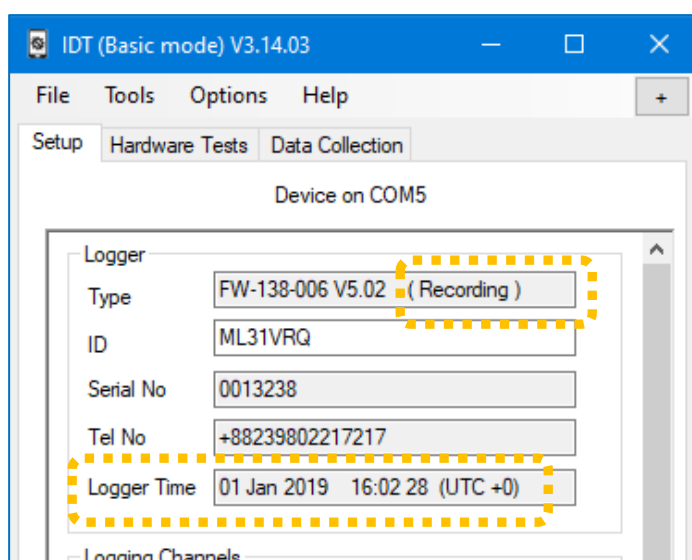 IDT (Basic mode) V3.14.03
File Tools Options Help +
Setup Hardware Tests Data Collection
Device on COM5
Logger
Type FW-138-006 V5.02 ( Recording )
ID ML31VRQ
Serial No 0013238
Tel No +88239802217217
Logger Time 01 Jan 2019 16:02 28 (UTC +0)
Logging Channels